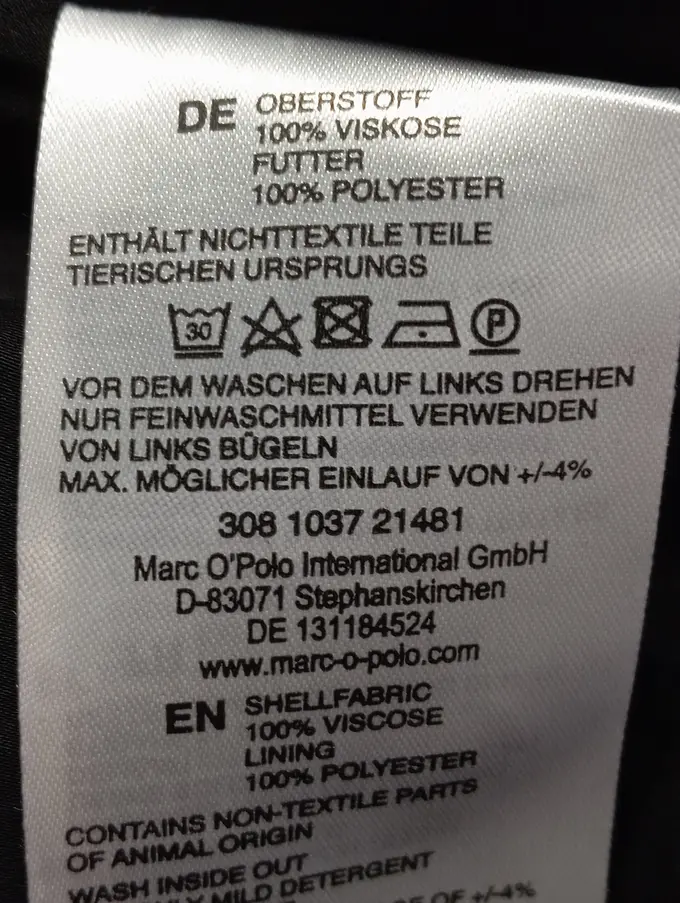 DE OBERSTOFF
100% VISKOSE
FUTTER
100% POLYESTER
ENTHÄLT NICHTTEXTILE TEILE
TIERISCHEN URSPRUNGS
30 P
VOR DEM WASCHEN AUF LINKS DREHEN
NUR FEINWASCHMITTEL VERWENDEN
VON LINKS BÜGELN
MAX. MÖGLICHER EINLAUF VON +/-4%
308 1037 21481
Marc O'Polo International GmbH
D-83071 Stephanskirchen
DE 131184524
www.marc-o-polo.com
EN SHELLFABRIC
100% VISCOSE
LINING
100% POLYESTER
CONTAINS NON-TEXTILE PARTS
OF ANIMAL ORIGIN
WASH INSIDE OUT
MILD DETERGENT
OF +/-4%